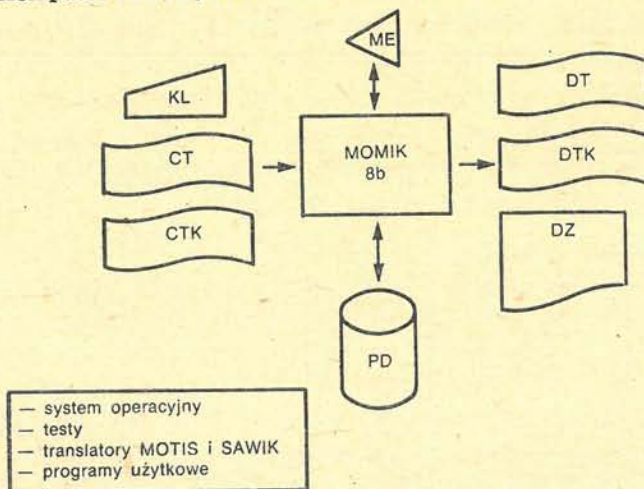 ME
KL
DT
CT
MOMIK
8b
DTK
CTK
DZ
PD
— system operacyjny
— testy
— translatory MOTIS i SAWIK
— programy użytkowe